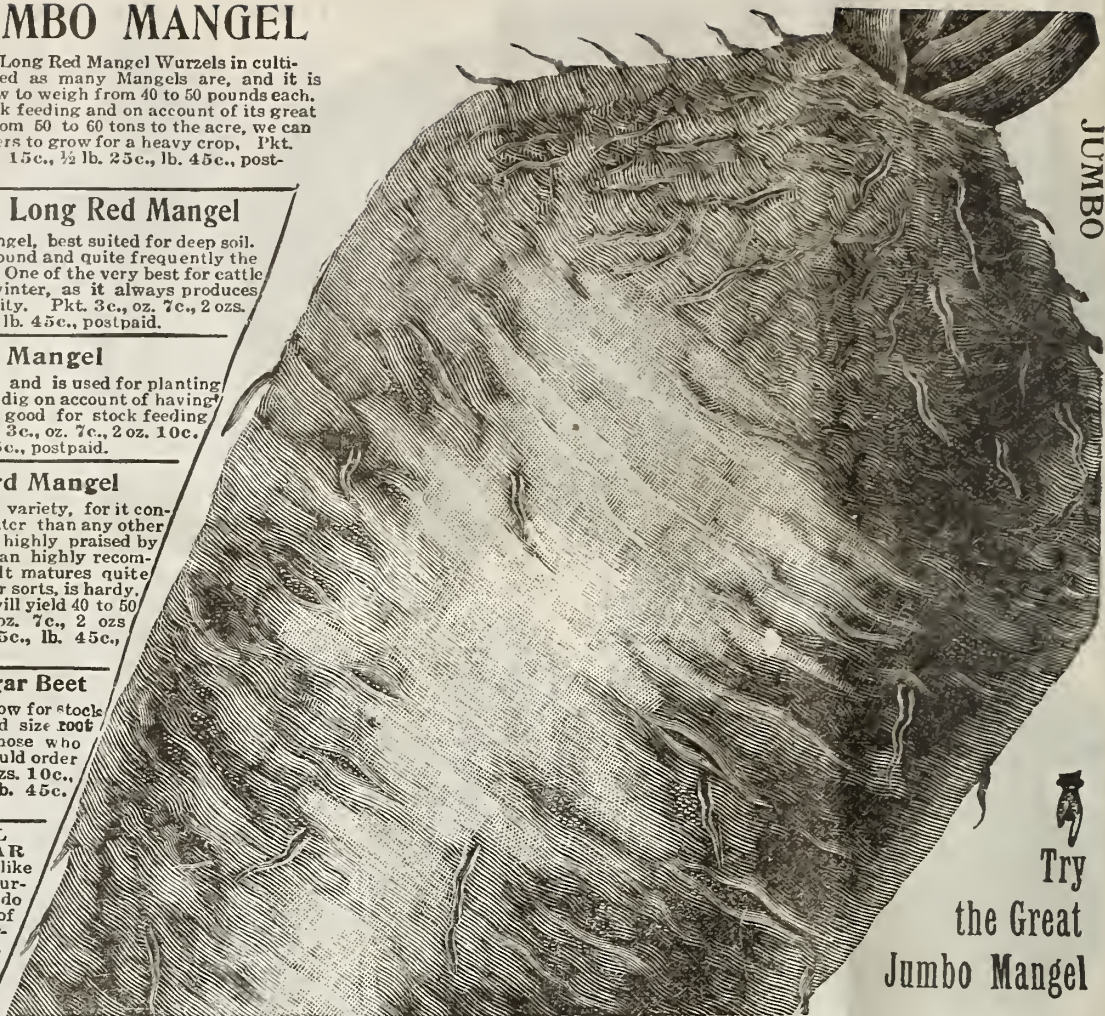 MBO MANGEL
Long Red Mangel Wurzels in culti-
ed as many Mangels are, and it is
w to weigh from 40 to 50 pounds each.
k feeding and on account of its great
om 50 to 60 tons to the acre, we can
rs to grow for a heavy crop, Pkt.
15c., ½ lb. 25c., lb. 45c., post-
Long Red Mangel
ngel, best suited for deep soil.
ound and quite frequently the
One of the very best for cattle
winter, as it always produces
ity. Pkt. 3c., oz. 7c., 2 ozs.
lb. 45c., postpaid.
Mangel
and is used for planting
dig on account of having
good for stock feeding
3c., oz. 7c., 2 oz. 10c.
5c., postpaid.
rd Mangel
variety, for it con-
ter than any other
highly praised by
an highly recom-
It matures quite
r sorts, is hardy,
ill yield 40 to 50
oz. 7c., 2 ozs
5c., lb. 45c.,
ar Beet
ow for stock
d size root
hose who
uld order
zs. 10c.,
b. 45c.
L
AR
like
ur-
do
of
JUMBO
Try
the Great
Jumbo Mangel